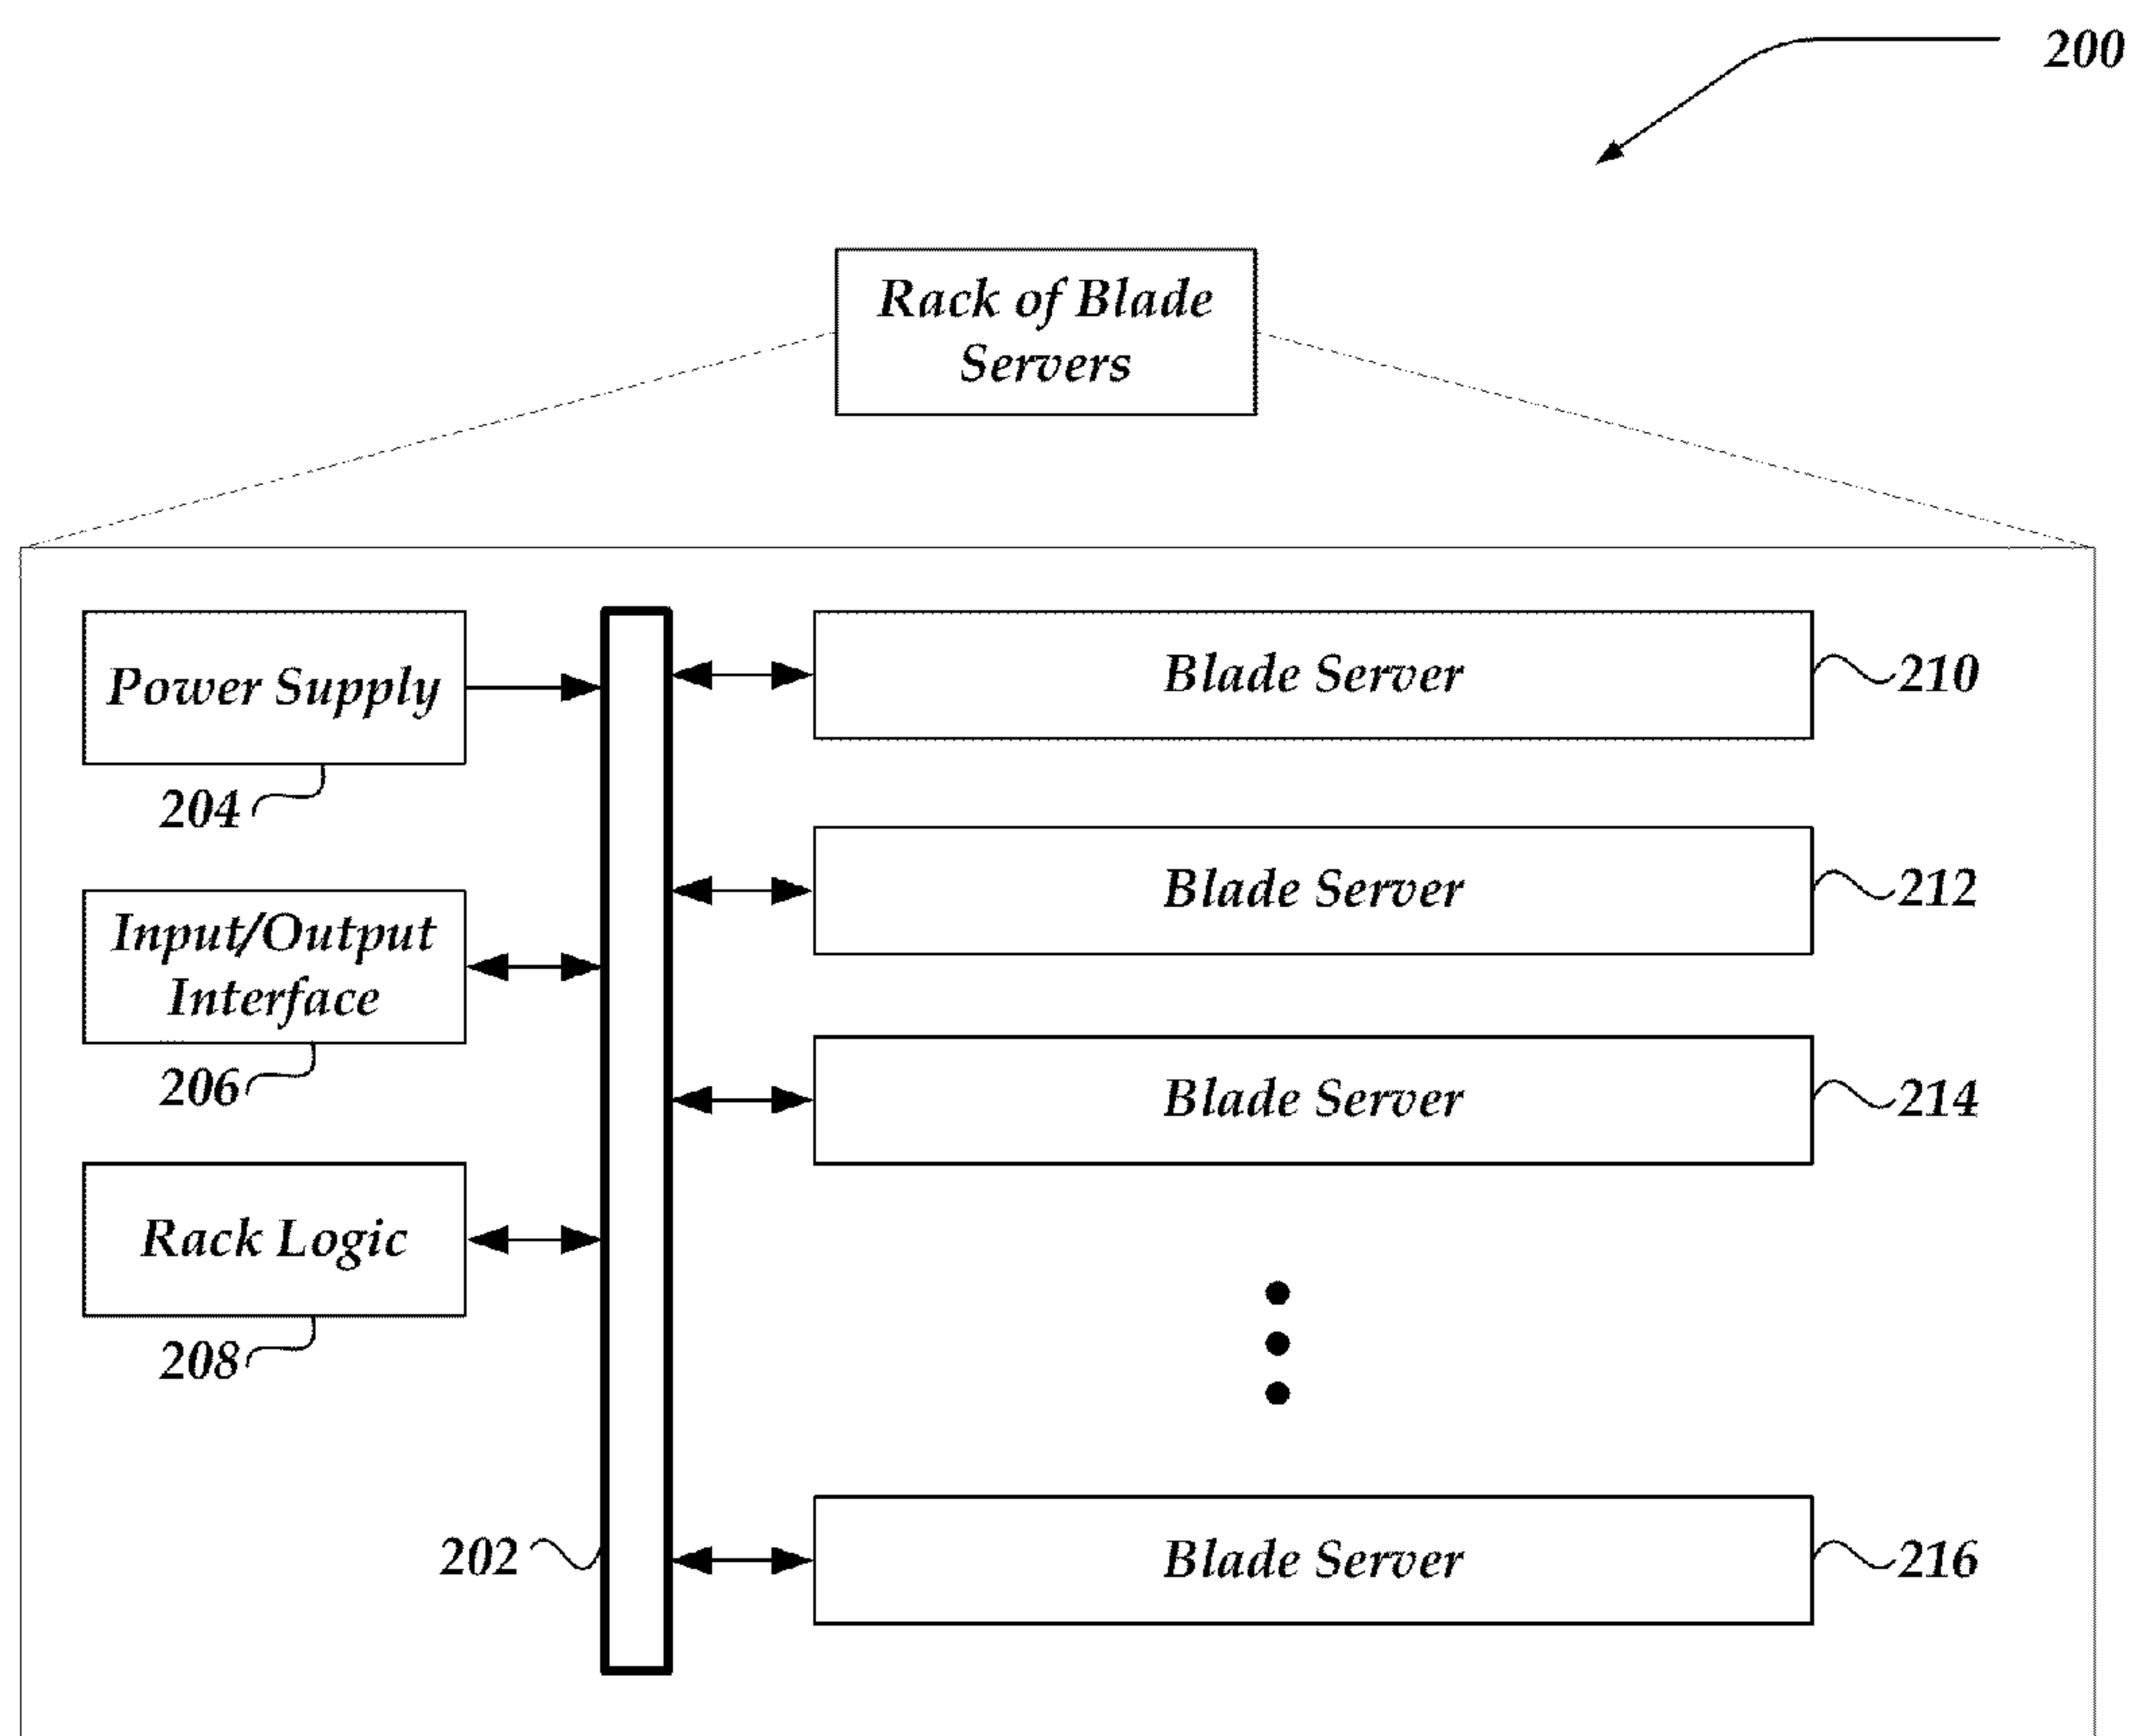 200
Rack of Blade
Servers
Power Supply
204
Input/Output
Interface
206
Rack Logic
208
202
Blade Server
210
Blade Server
212
Blade Server
214
Blade Server
216